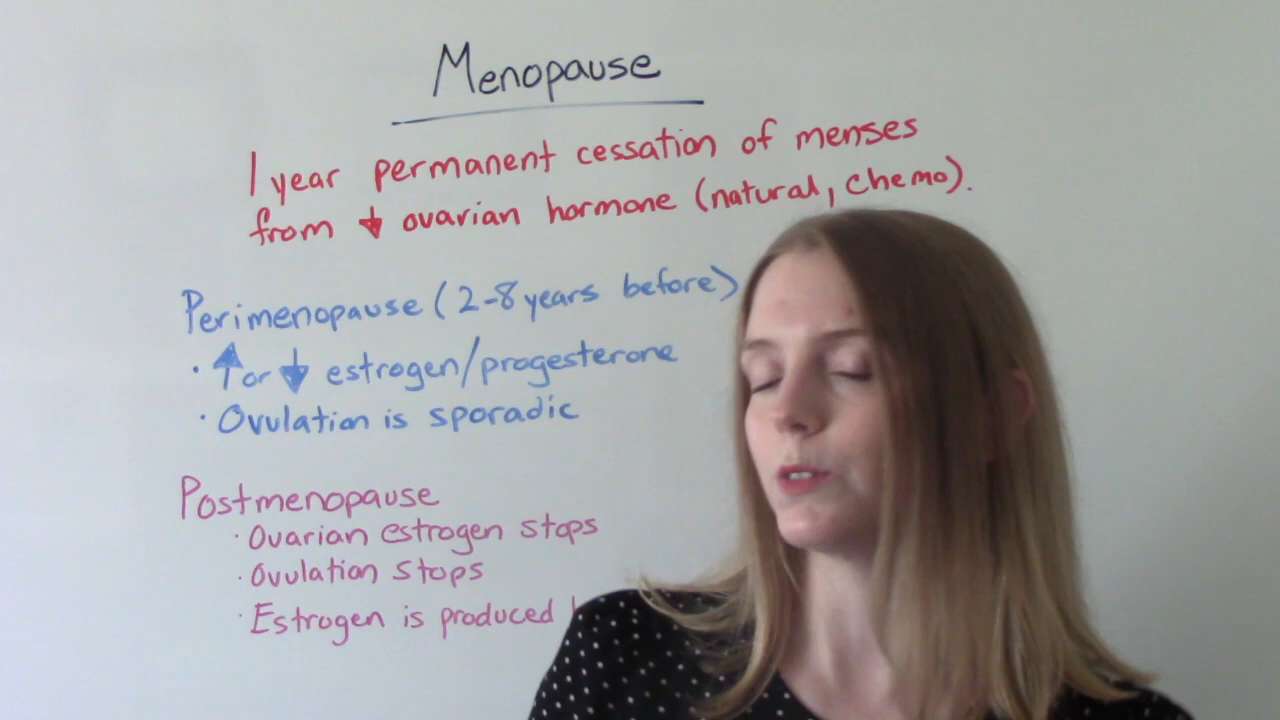 Menopause
1 year permanent cessation of menses
from ↓ ovarian hormone (natural, chemo).
Perimenopause (2-8 years before)
· ↑ or ↓ estrogen/progesterone
· Ovulation is sporadic
Postmenopause
· Ovarian estrogen stops
· Ovulation stops
· Estrogen is produced